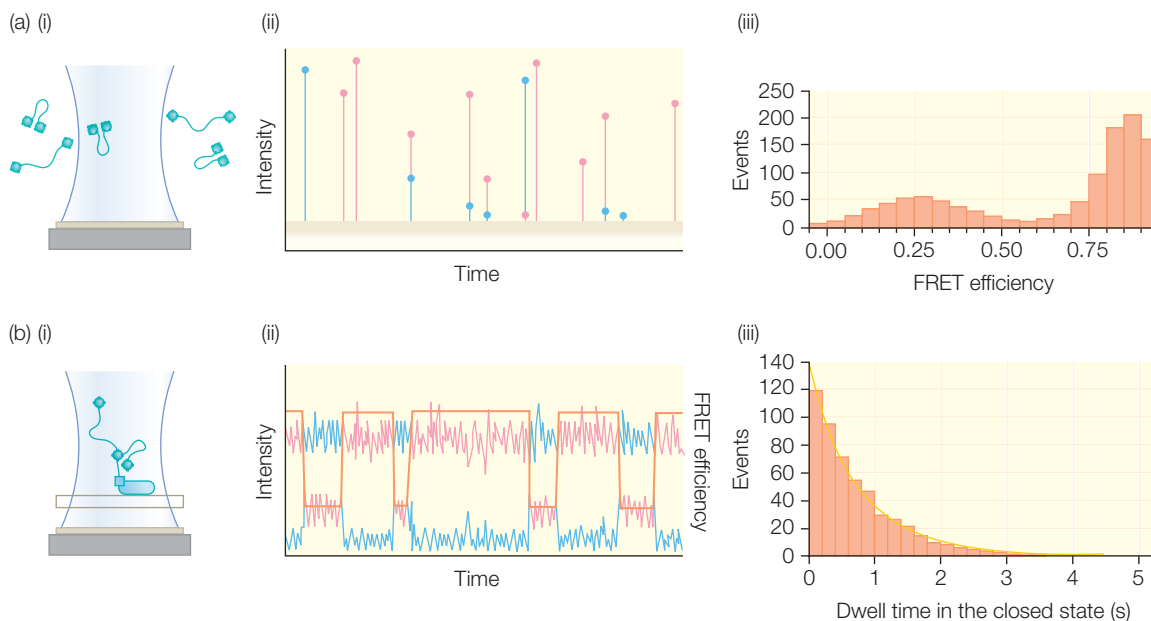 (a) (i)
(ii)
(iii)
Intensity
Time
250
200
150
100
50
0
Events
0.00
0.25
0.50
0.75
FRET efficiency
(b) (i)
(ii)
(iii)
Intensity
FRET efficiency
Time
140
120
100
80
60
40
20
0
Events
0
1
2
3
4
5
Dwell time in the closed state (s)